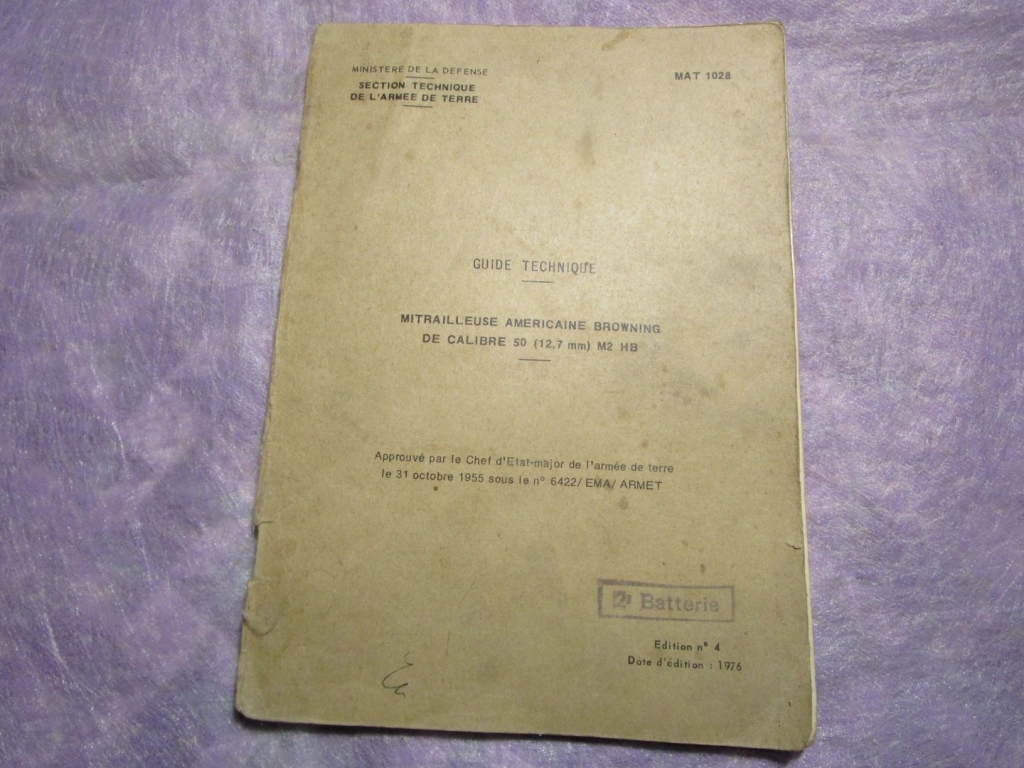 MINISTERE DE LA DEFENSE
SECTION TECHNIQUE
DE L'ARMEE DE TERRE
MAT 1028
GUIDE TECHNIQUE
MITRAILLEUSE AMERICAINE BROWNING
DE CALIBRE 50 (12,7 mm) M2 HB
Approuvé par le Chef d'Etat-major de l'armée de terre
le 31 octobre 1955 sous le n° 6422/ EMA/ ARMET
Batterie
Edition n° 4
Date d'édition : 1976